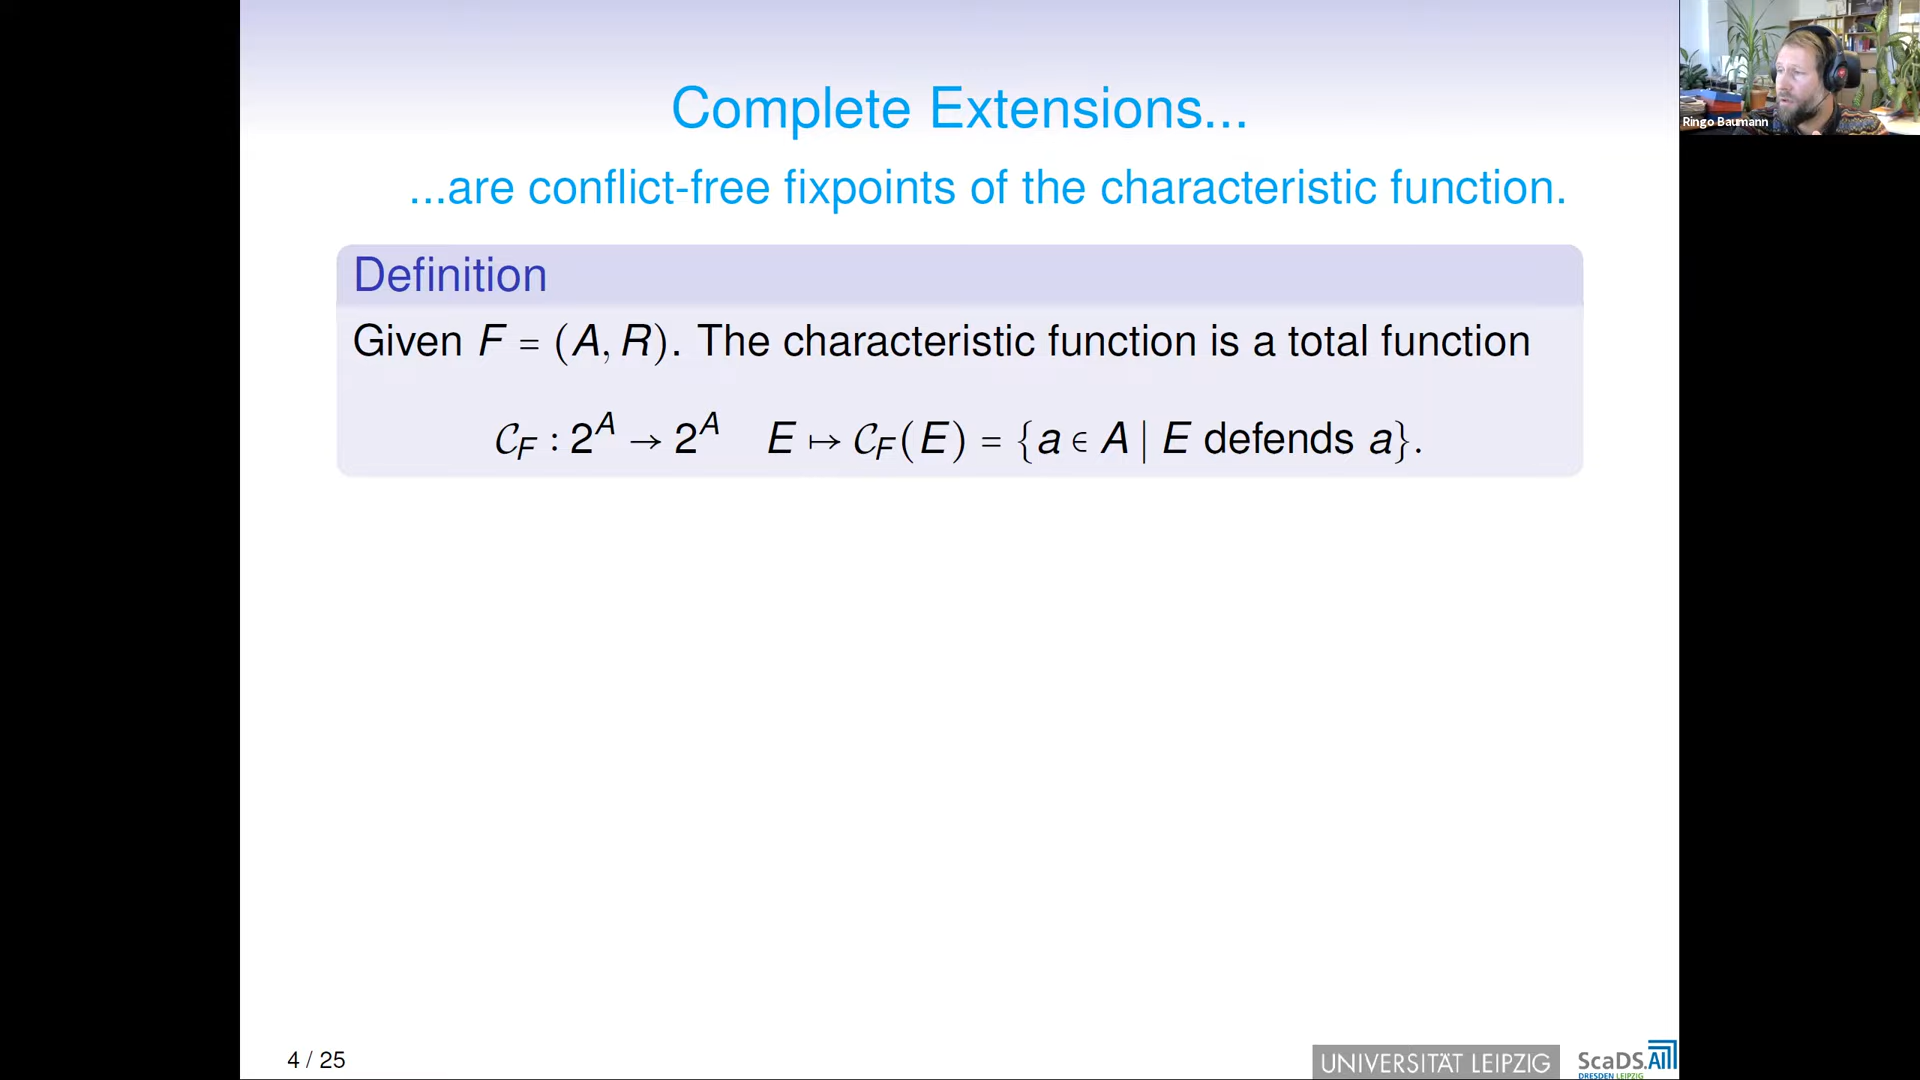 Complete Extensions...
...are conflict-free fixpoints of the characteristic function.
Ringo Baumann
Definition
Given F = (A, R). The characteristic function is a total function
𝒞_F : 2^A → 2^A E ↦ 𝒞_F(E) = {a ∈ A | E defends a}.
4 / 25
UNIVERSITÄT LEIPZIG
ScaDS.AI
DRESDEN LEIPZIG